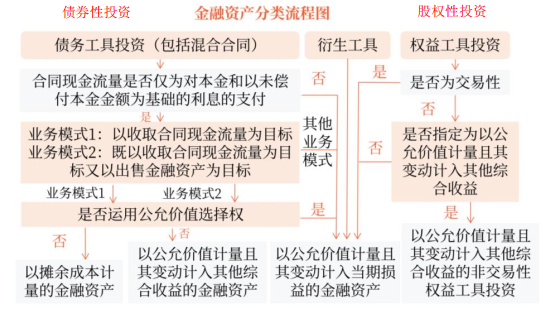 债券性投资
金融资产分类流程图
股权性投资
债务工具投资（包括混合合同）
衍生工具
权益工具投资
合同现金流量是否仅为对本金和以未偿
付本金金额为基础的利息的支付
否
是
是否为交易性
是
其他
业务
模式
否
业务模式1：以收取合同现金流量为目标
业务模式2：既以收取合同现金流量为目
标又以出售金融资产为目标
否
是否指定为以公
允价值计量且其
变动计入其他综
合收益
业务模式1
业务模式2
是否运用公允价值选择权
是
是
否
否
以摊余成本计
量的金融资产
以公允价值计量且
其变动计入其他综
合收益的金融资产
以公允价值计量且
其变动计入当期损
益的金融资产
以公允价值计量且
其变动计入其他综
合收益的非交易性
权益工具投资